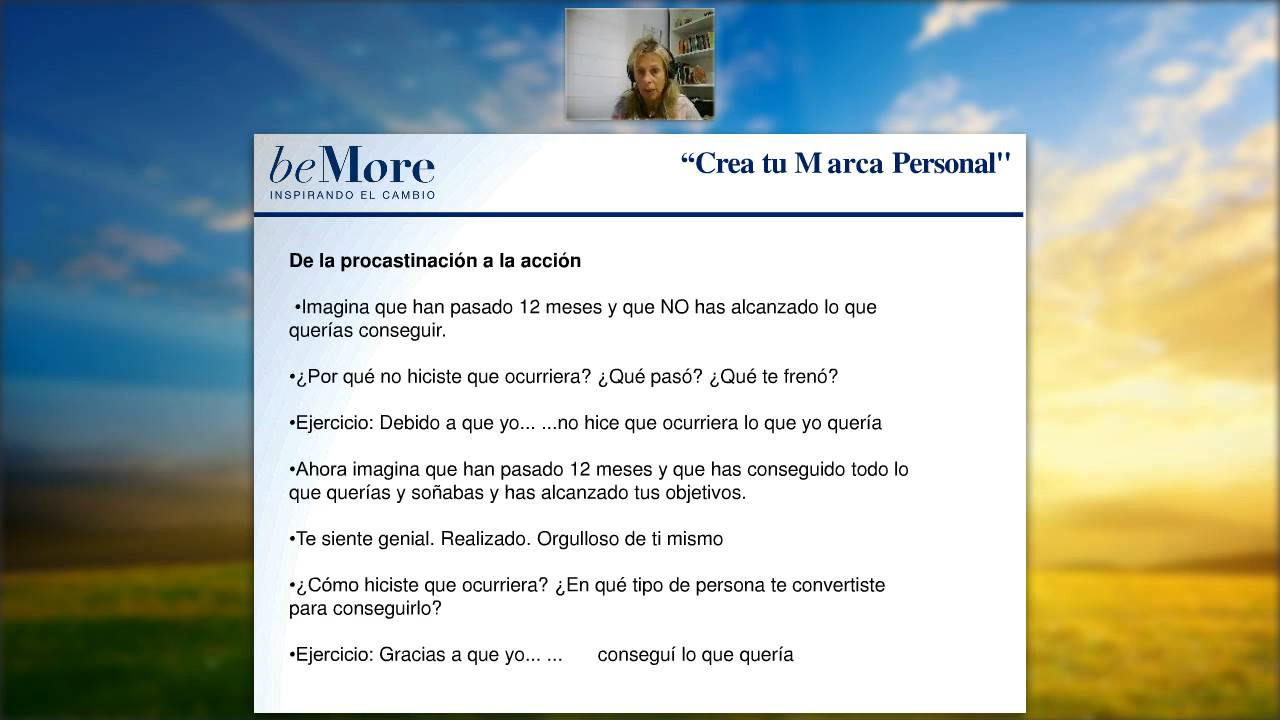 beMore
INSPIRANDO EL CAMBIO
“Crea tu Marca Personal"
De la procastinación a la acción
•Imagina que han pasado 12 meses y que NO has alcanzado lo que
querías conseguir.
•¿Por qué no hiciste que ocurriera? ¿Qué pasó? ¿Qué te frenó?
•Ejercicio: Debido a que yo... ...no hice que ocurriera lo que yo quería
•Ahora imagina que han pasado 12 meses y que has conseguido todo lo
que querías y soñabas y has alcanzado tus objetivos.
•Te siente genial. Realizado. Orgulloso de ti mismo
•¿Cómo hiciste que ocurriera? ¿En qué tipo de persona te convertiste
para conseguirlo?
•Ejercicio: Gracias a que yo... ... conseguí lo que quería